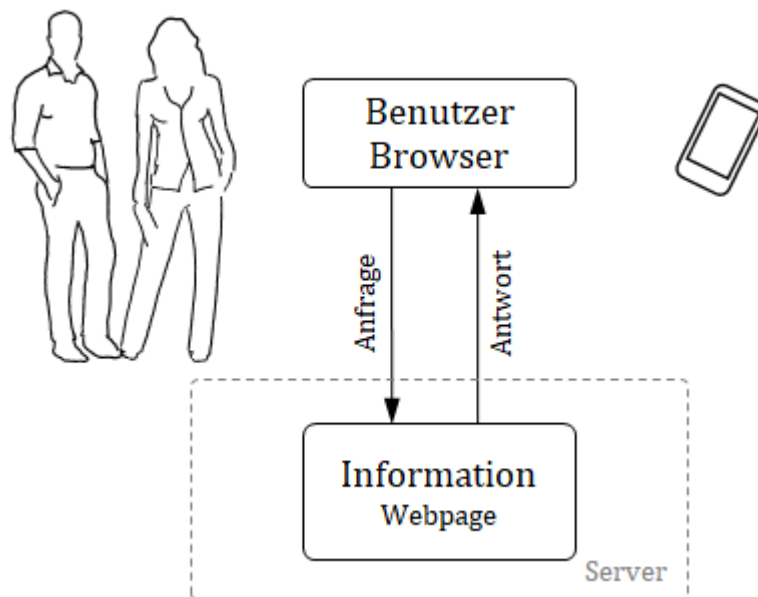 Benutzer
Browser
Anfrage
Antwort
Information
Webpage
Server